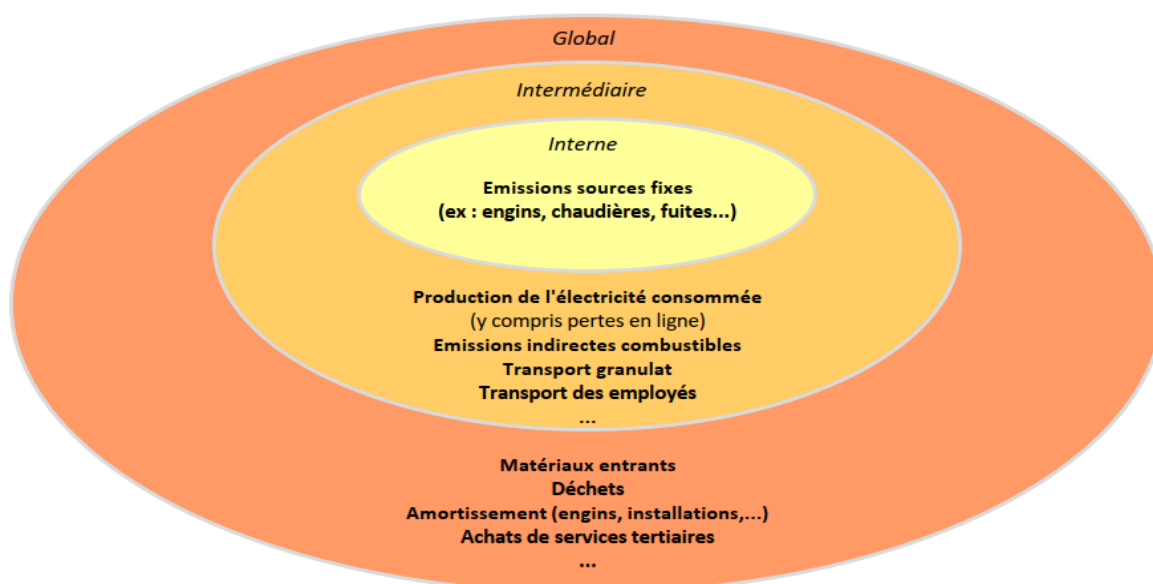 Global
Intermédiaire
Interne
Emissions sources fixes
(ex : engins, chaudières, fuites...)
Production de l'électricité consommée
(y compris pertes en ligne)
Emissions indirectes combustibles
Transport granulat
Transport des employés
...
Matériaux entrants
Déchets
Amortissement (engins, installations,...)
Achats de services tertiaires
...